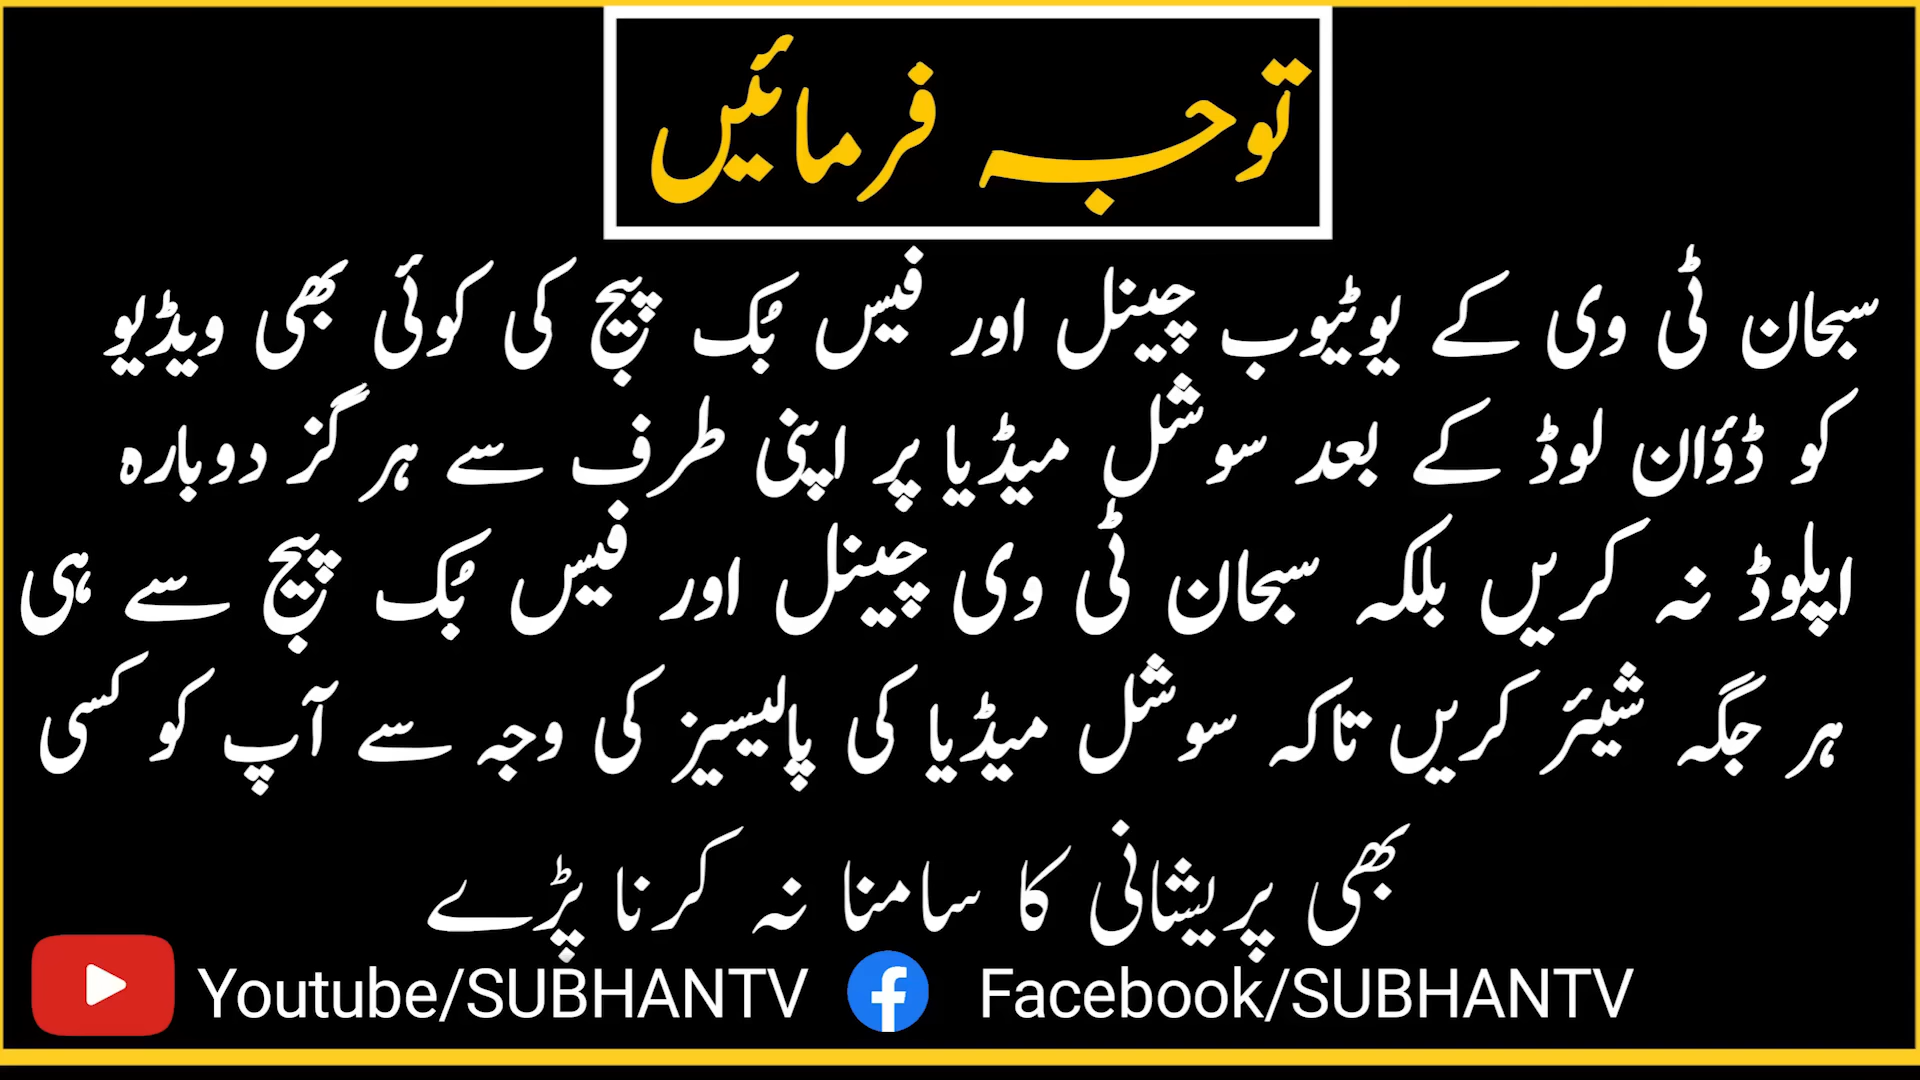 توجہ فرمائیں
سبحان ٹی وی کے یوٹیوب چینل اور فیس بُک پیج کی کوئی بھی ویڈیو
کو ڈؤان لوڈ کے بعد سوشل میڈیا پر اپنی طرف سے ہرگز دوبارہ
اپلوڈ نہ کریں بلکہ سبحان ٹی وی چینل اور فیس بُک پیج سے ہی
ہر جگہ شیئر کریں تاکہ سوشل میڈیا کی پالیسیز کی وجہ سے آپ کو کسی
بھی پریشانی کا سامنا نہ کرنا پڑے
Youtube/SUBHANTV Facebook/SUBHANTV